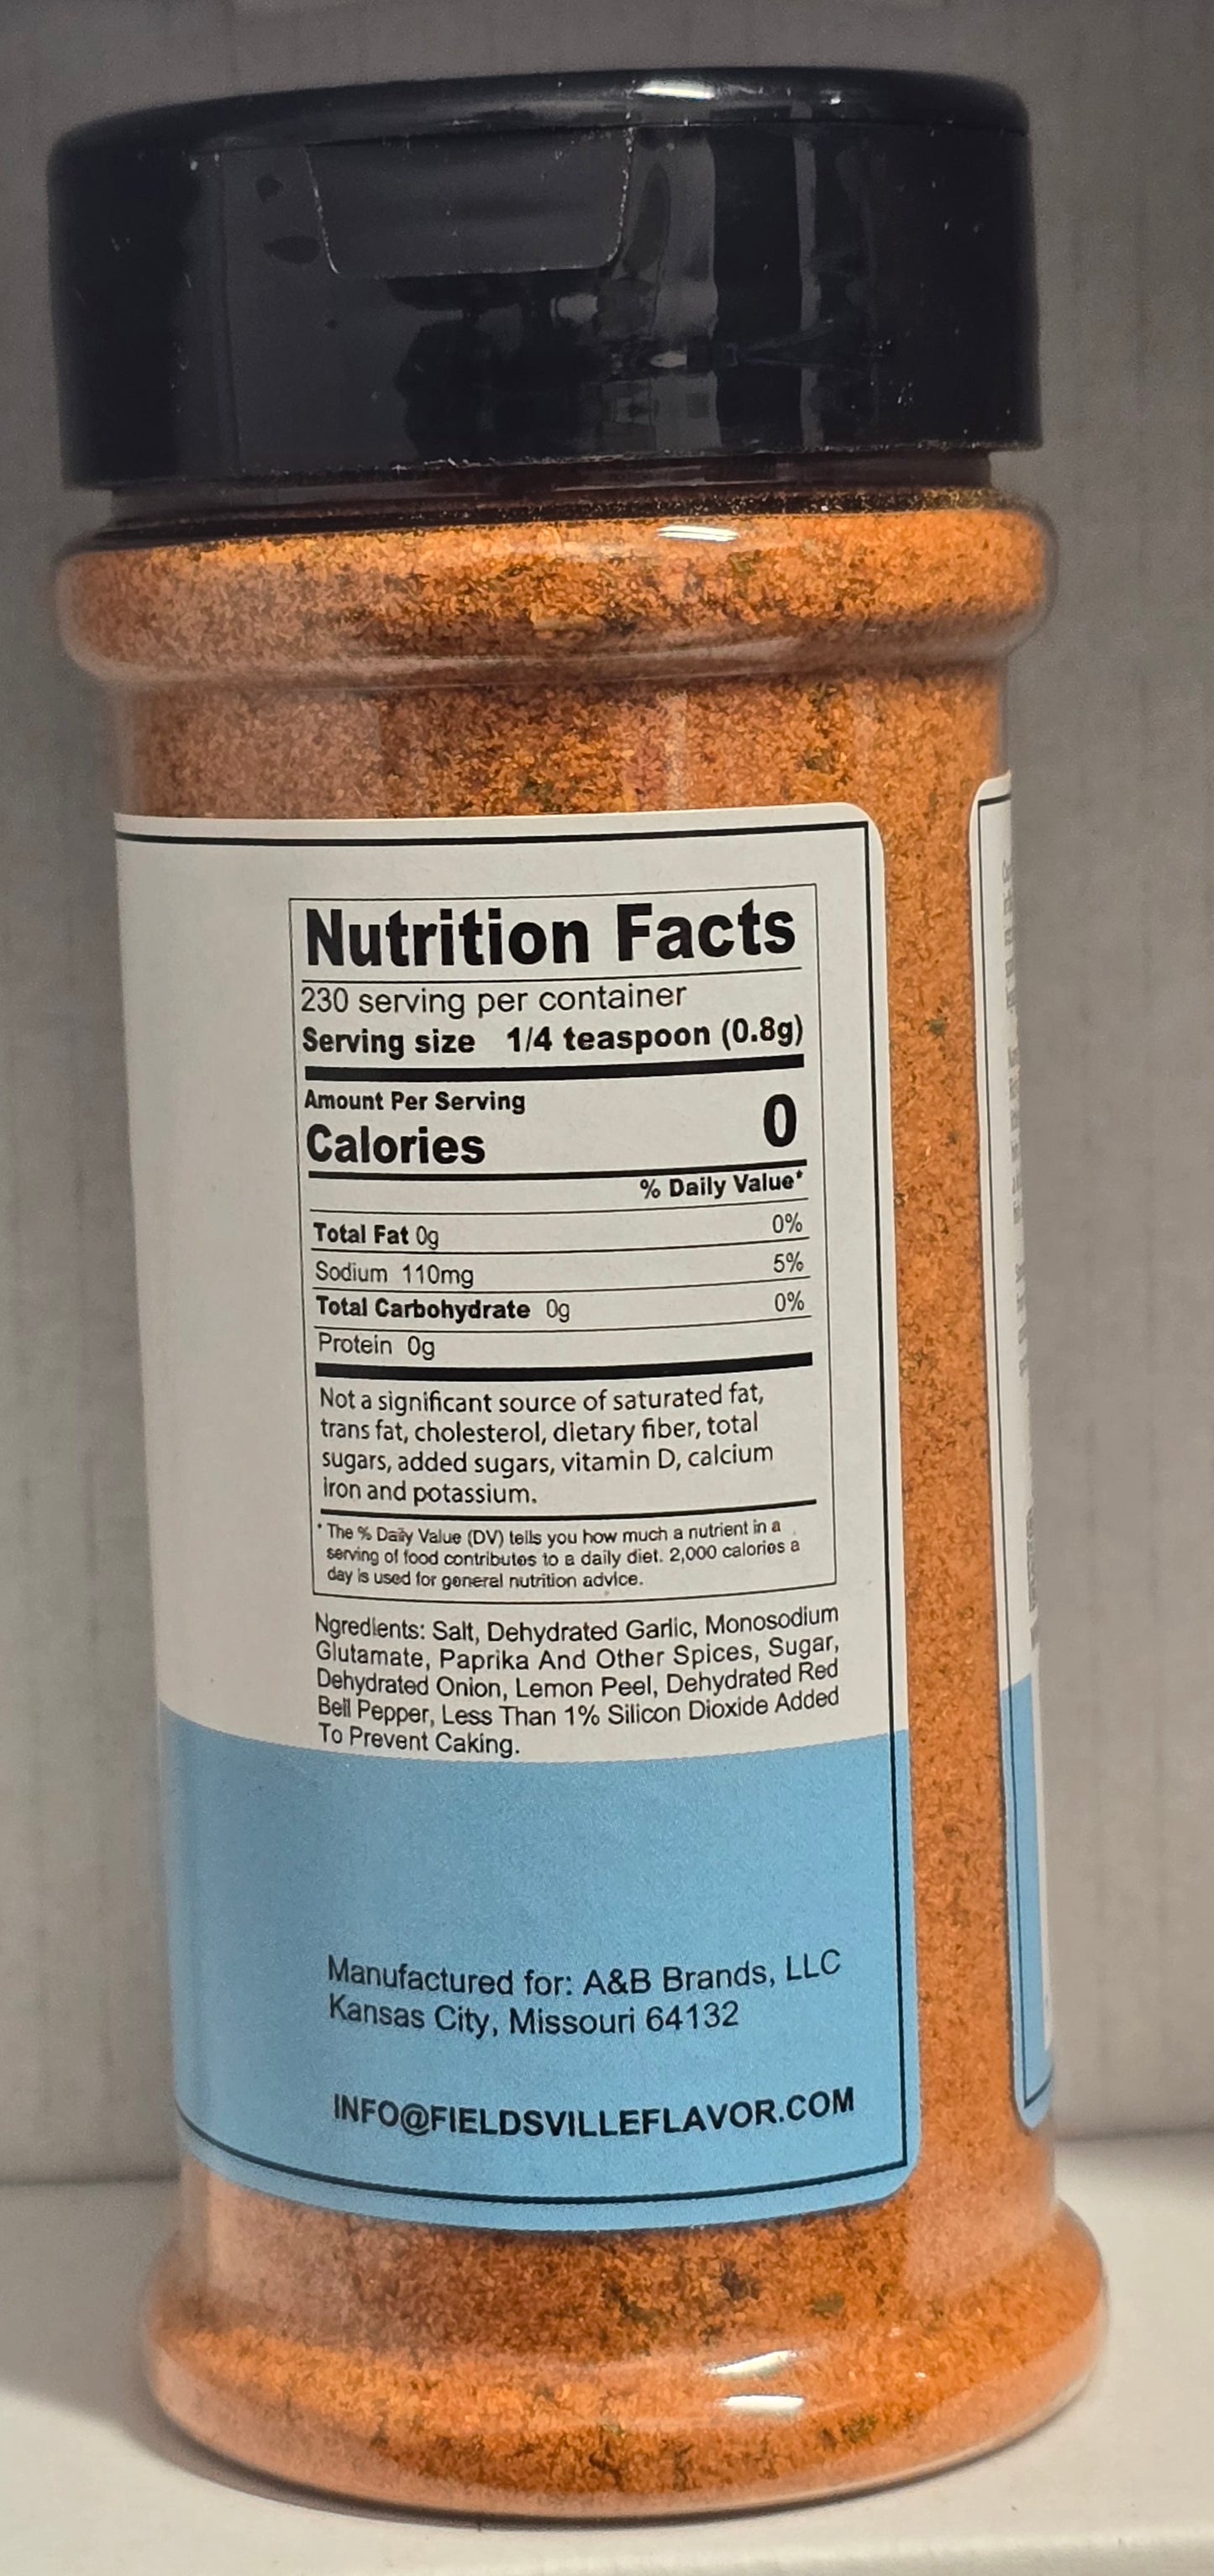 Nutrition Facts
230 serving per container
Serving size 1/4 teaspoon (0.8g)
Amount Per Serving
Calories 0
% Daily Value*
Total Fat 0g 0%
Sodium 110mg 5%
Total Carbohydrate 0g 0%
Protein 0g
Not a significant source of saturated fat,
trans fat, cholesterol, dietary fiber, total
sugars, added sugars, vitamin D, calcium
iron and potassium.
* The % Daily Value (DV) tells you how much a nutrient in a
serving of food contributes to a daily diet. 2,000 calories a
day is used for general nutrition advice.
Ngredients: Salt, Dehydrated Garlic, Monosodium
Glutamate, Paprika And Other Spices, Sugar,
Dehydrated Onion, Lemon Peel, Dehydrated Red
Bell Pepper, Less Than 1% Silicon Dioxide Added
To Prevent Caking.
Manufactured for: A&B Brands, LLC
Kansas City, Missouri 64132
INFO@FIELDSVILLEFLAVOR.COM